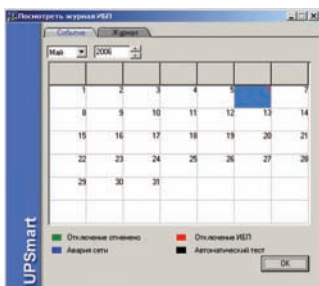 Посмотреть журнал ИБП
События Журнал
Май 2006
1 2 3 4 5 7
8 9 10 11 12 13 14
15 16 17 18 19 20 21
22 23 24 25 26 27 28
29 30 31
Отключение отменено Отключение ИБП
Авария сети Автоматический тест
OK
UPSmart